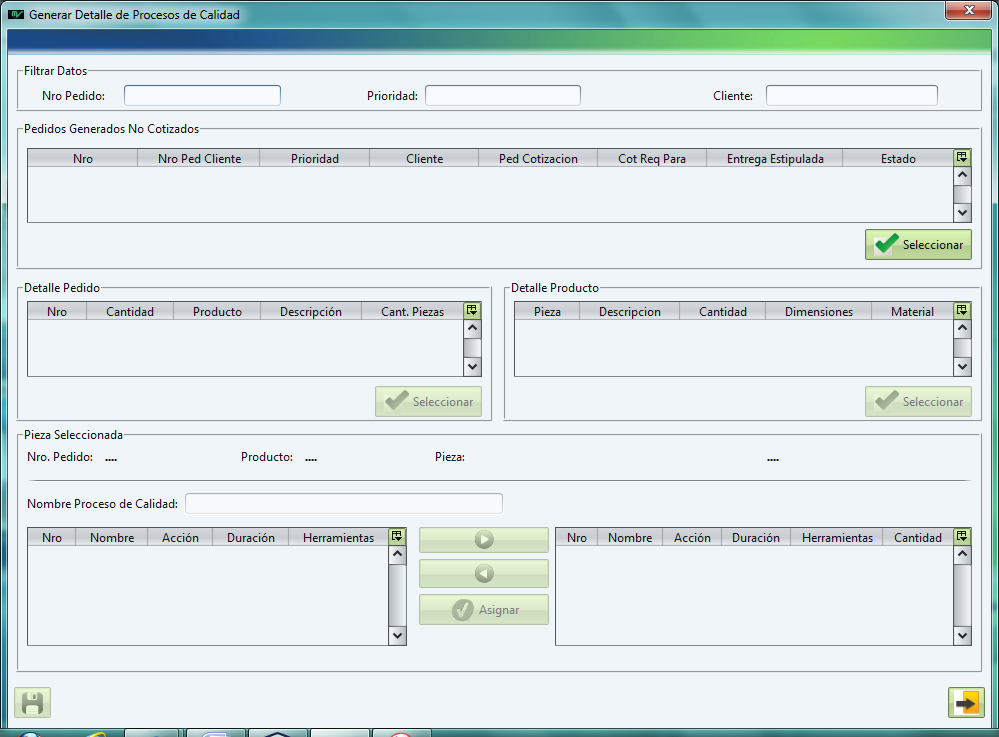 Generar Detalle de Procesos de Calidad
Filtrar Datos
Nro Pedido: Prioridad: Cliente:
Pedidos Generados No Cotizados
Nro Nro Ped Cliente Prioridad Cliente Ped Cotizacion Cot Req Para Entrega Estipulada Estado
Seleccionar
Detalle Pedido
Nro Cantidad Producto Descripción Cant. Piezas
Seleccionar
Detalle Producto
Pieza Descripcion Cantidad Dimensiones Material
Seleccionar
Pieza Seleccionada
Nro. Pedido: .... Producto: .... Pieza: ....
Nombre Proceso de Calidad:
Nro Nombre Acción Duración Herramientas
Asignar
Nro Nombre Acción Duración Herramientas Cantidad